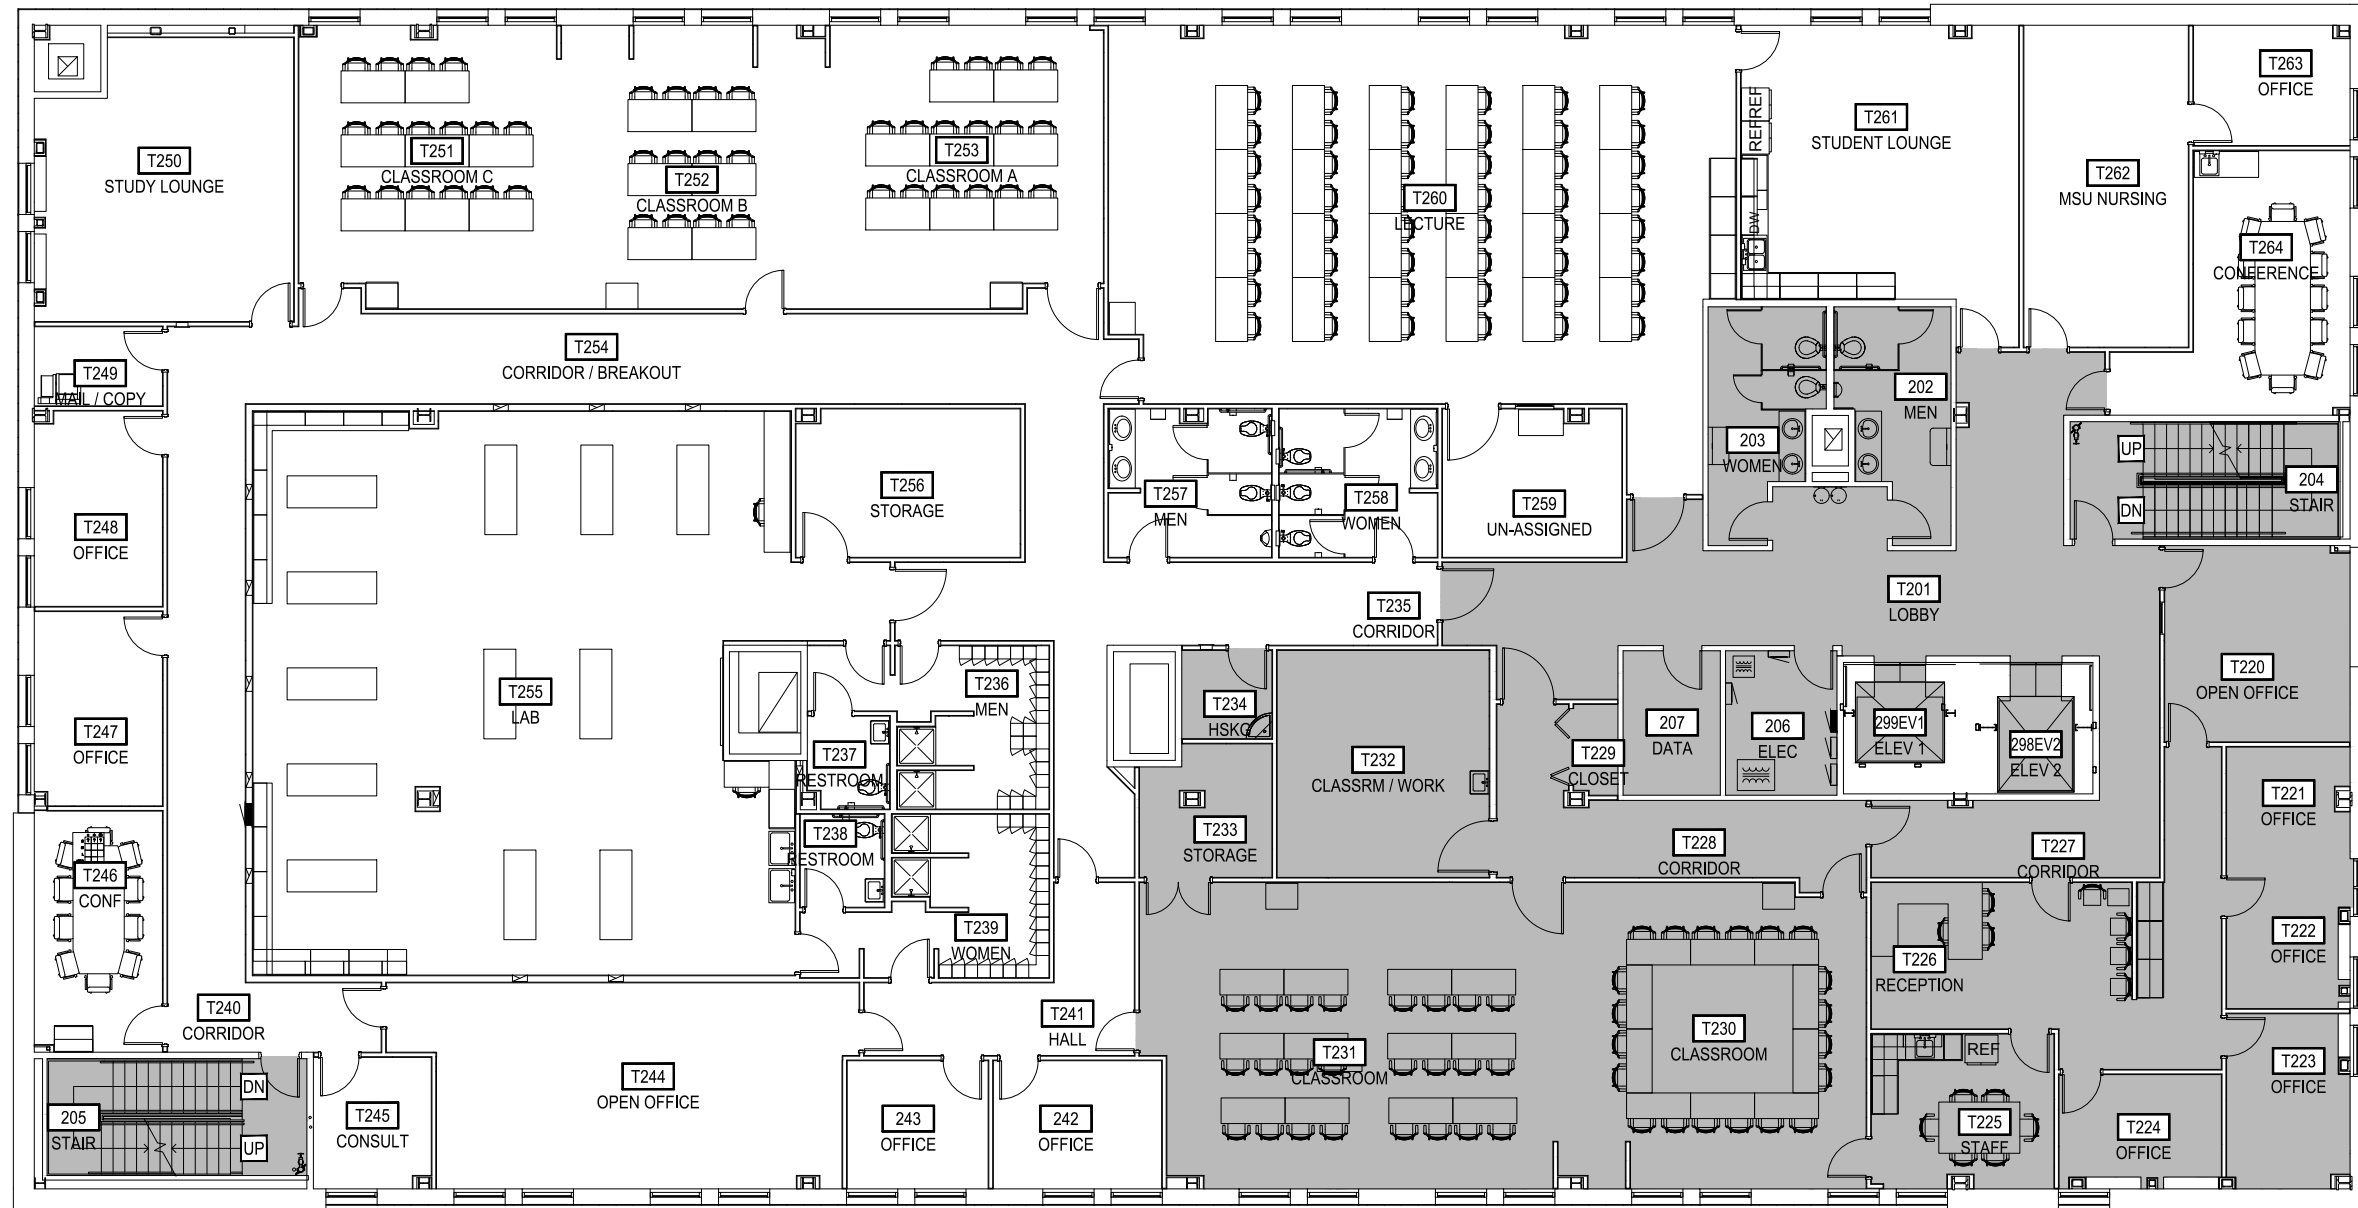 T250
STUDY LOUNGE
T251
CLASSROOM C
T252
CLASSROOM B
T253
CLASSROOM A
T260
LECTURE
REF
REF
DW
T261
STUDENT LOUNGE
T262
MSU NURSING
T263
OFFICE
T264
CONFERENCE
T249
MAIL / COPY
T254
CORRIDOR / BREAKOUT
T248
OFFICE
T256
STORAGE
T257
MEN
T258
WOMEN
T259
UN-ASSIGNED
203
WOMEN
202
MEN
UP
DN
204
STAIR
T247
OFFICE
T255
LAB
T235
CORRIDOR
T201
LOBBY
T220
OPEN OFFICE
T236
MEN
T237
RESTROOM
T234
HSKG
T232
CLASSRM / WORK
T229
CLOSET
207
DATA
206
ELEC
299EV1
ELEV 1
298EV2
ELEV 2
T221
OFFICE
T238
RESTROOM
T233
STORAGE
T228
CORRIDOR
T227
CORRIDOR
T246
CONF
T239
WOMEN
T226
RECEPTION
T222
OFFICE
T240
CORRIDOR
T241
HALL
T231
CLASSROOM
T230
CLASSROOM
REF
T223
OFFICE
DN
205
STAIR
UP
T245
CONSULT
T244
OPEN OFFICE
243
OFFICE
242
OFFICE
T225
STAFF
T224
OFFICE